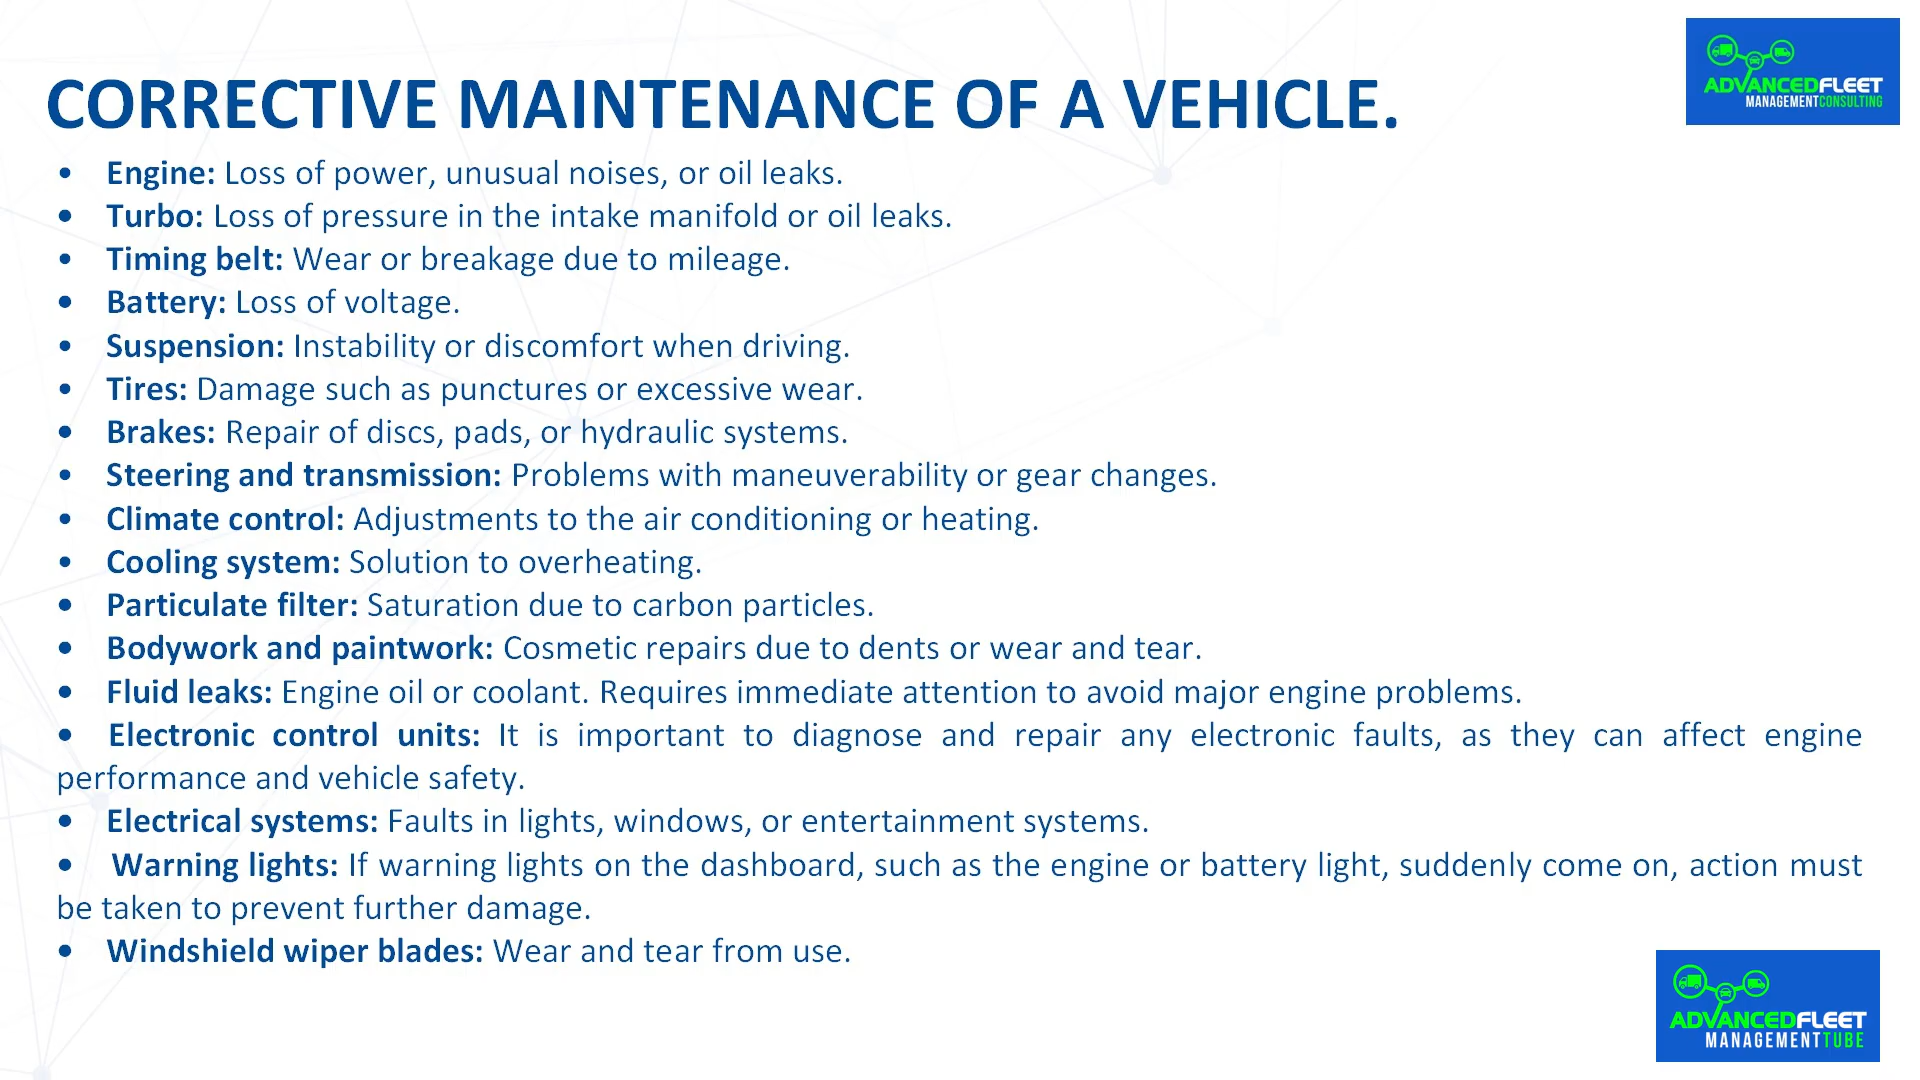 ADVANCEDFLEET
MANAGEMENTCONSULTING
CORRECTIVE MAINTENANCE OF A VEHICLE.
• Engine: Loss of power, unusual noises, or oil leaks.
• Turbo: Loss of pressure in the intake manifold or oil leaks.
• Timing belt: Wear or breakage due to mileage.
• Battery: Loss of voltage.
• Suspension: Instability or discomfort when driving.
• Tires: Damage such as punctures or excessive wear.
• Brakes: Repair of discs, pads, or hydraulic systems.
• Steering and transmission: Problems with maneuverability or gear changes.
• Climate control: Adjustments to the air conditioning or heating.
• Cooling system: Solution to overheating.
• Particulate filter: Saturation due to carbon particles.
• Bodywork and paintwork: Cosmetic repairs due to dents or wear and tear.
• Fluid leaks: Engine oil or coolant. Requires immediate attention to avoid major engine problems.
• Electronic control units: It is important to diagnose and repair any electronic faults, as they can affect engine
performance and vehicle safety.
• Electrical systems: Faults in lights, windows, or entertainment systems.
• Warning lights: If warning lights on the dashboard, such as the engine or battery light, suddenly come on, action must
be taken to prevent further damage.
• Windshield wiper blades: Wear and tear from use.
ADVANCEDFLEET
MANAGEMENTTUBE